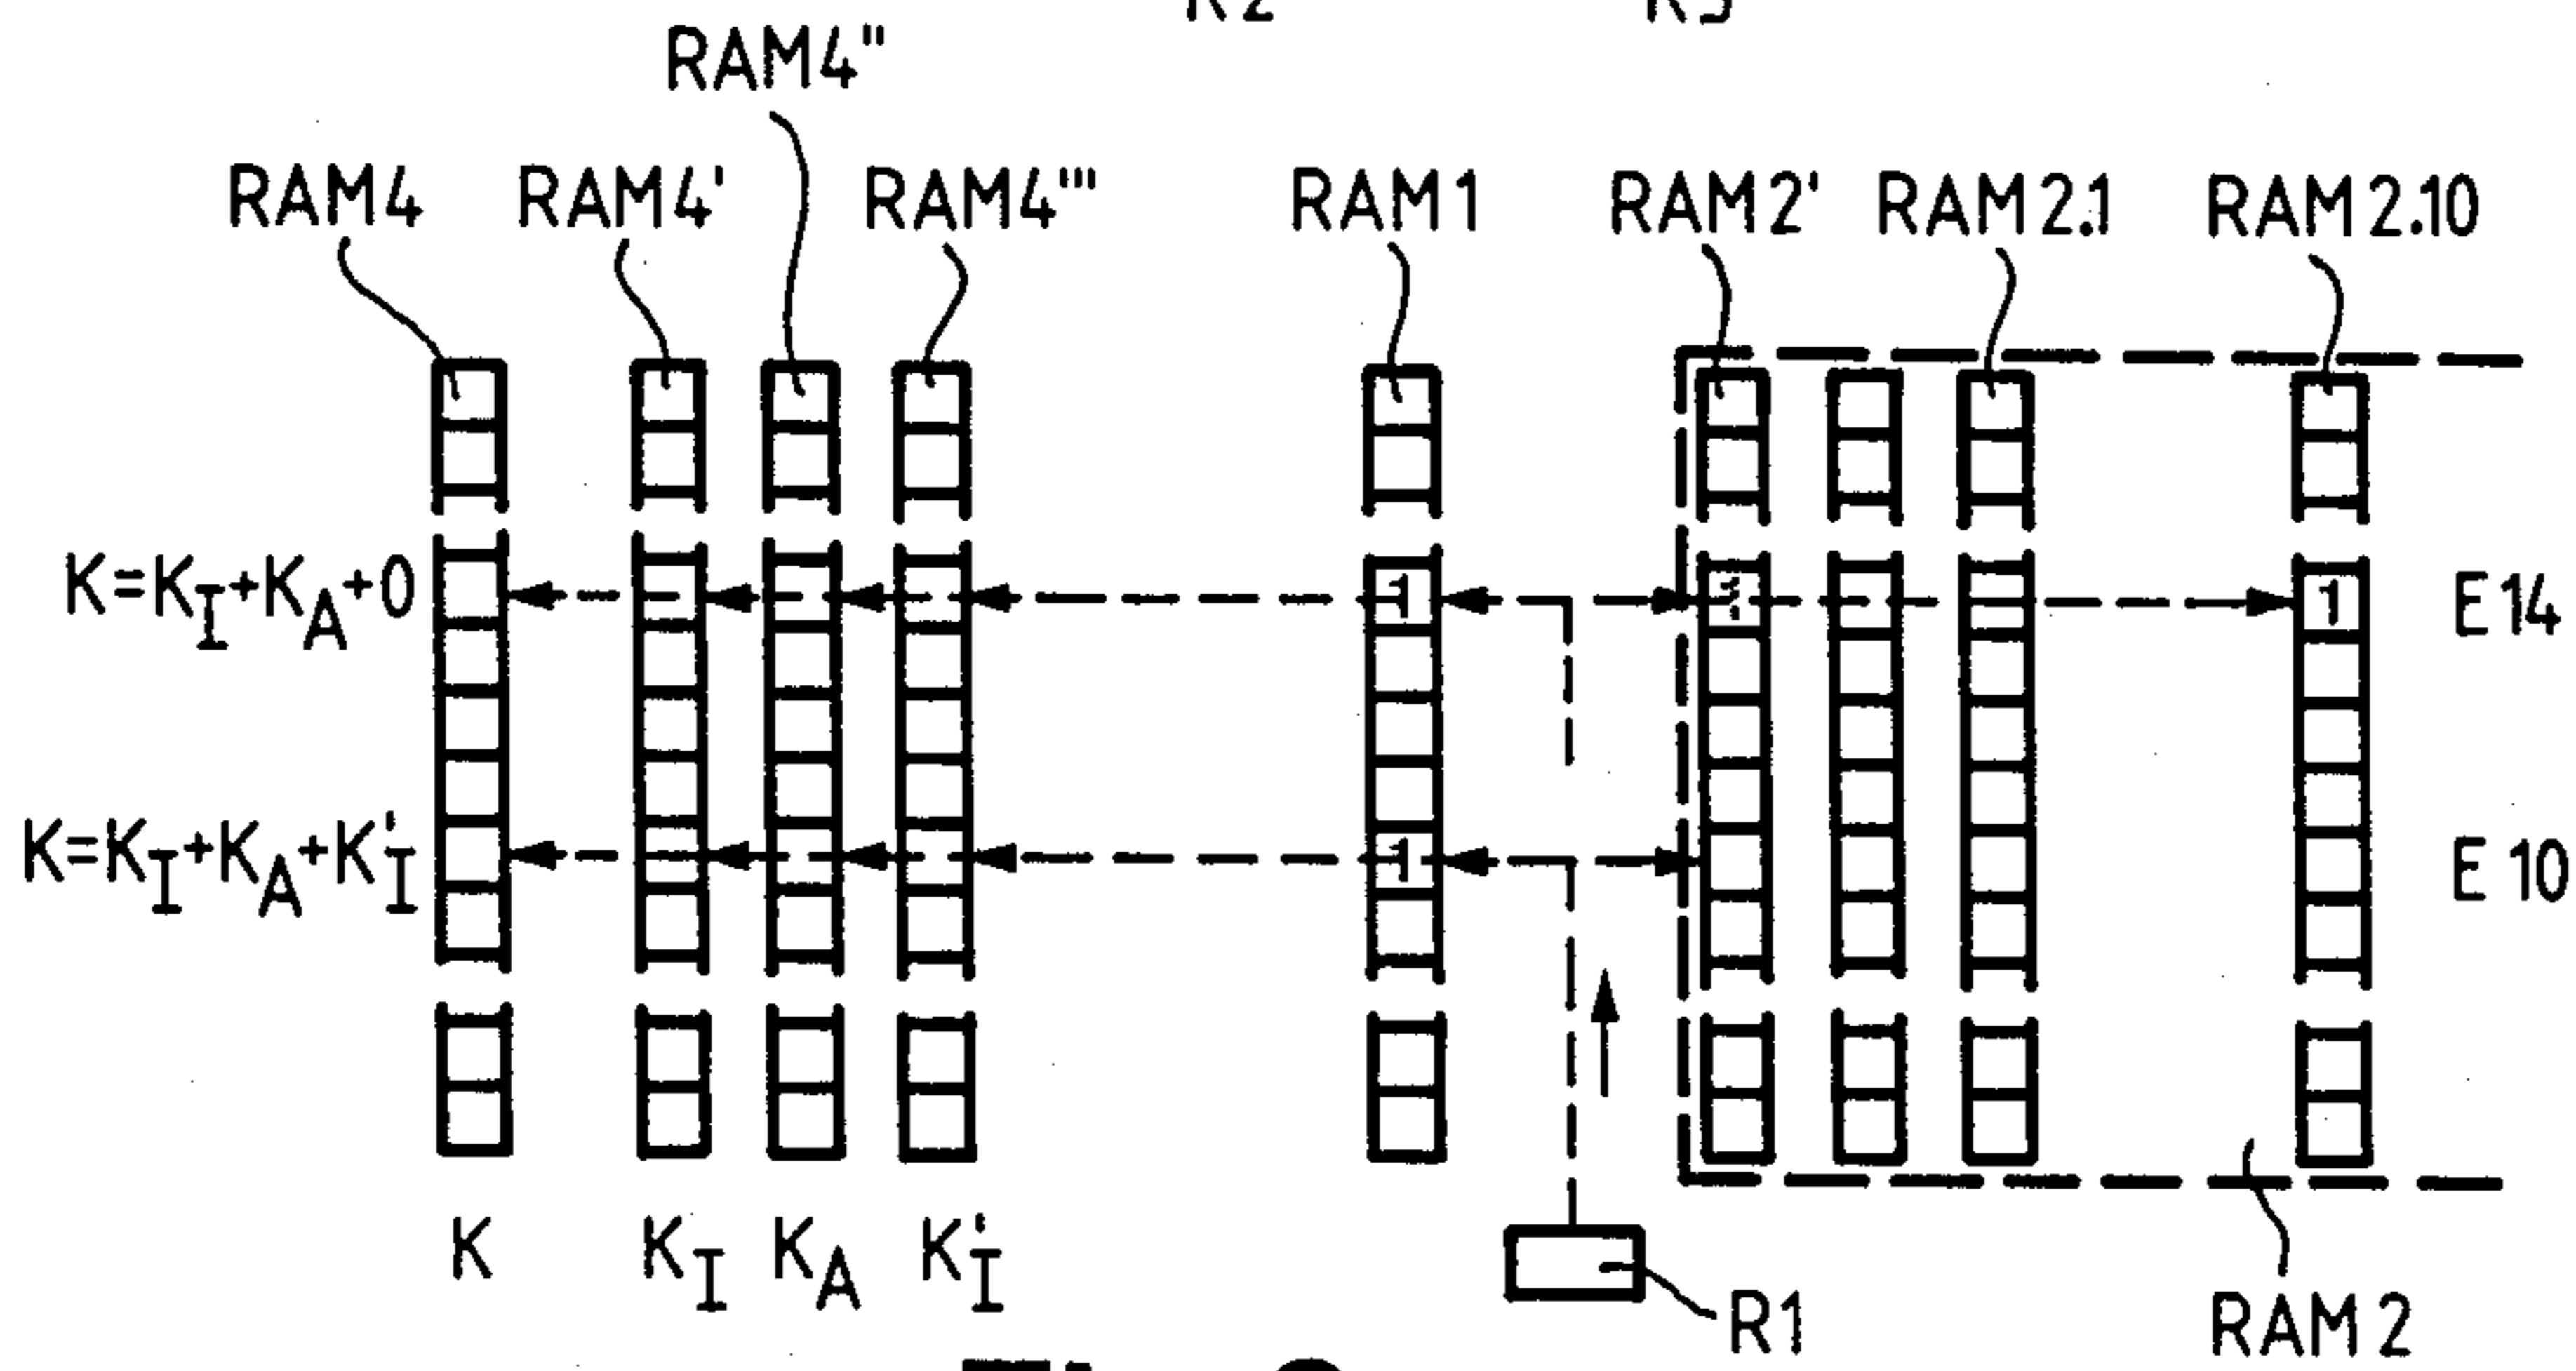 RAM4"
RAM4 RAM4' RAM4"' RAM1 RAM2' RAM2.1 RAM2.10
K=K_I+K_A+0 1 1 E14
K=K_I+K_A+K'_I 1 E10
K K_I K_A K'_I
R1 RAM2